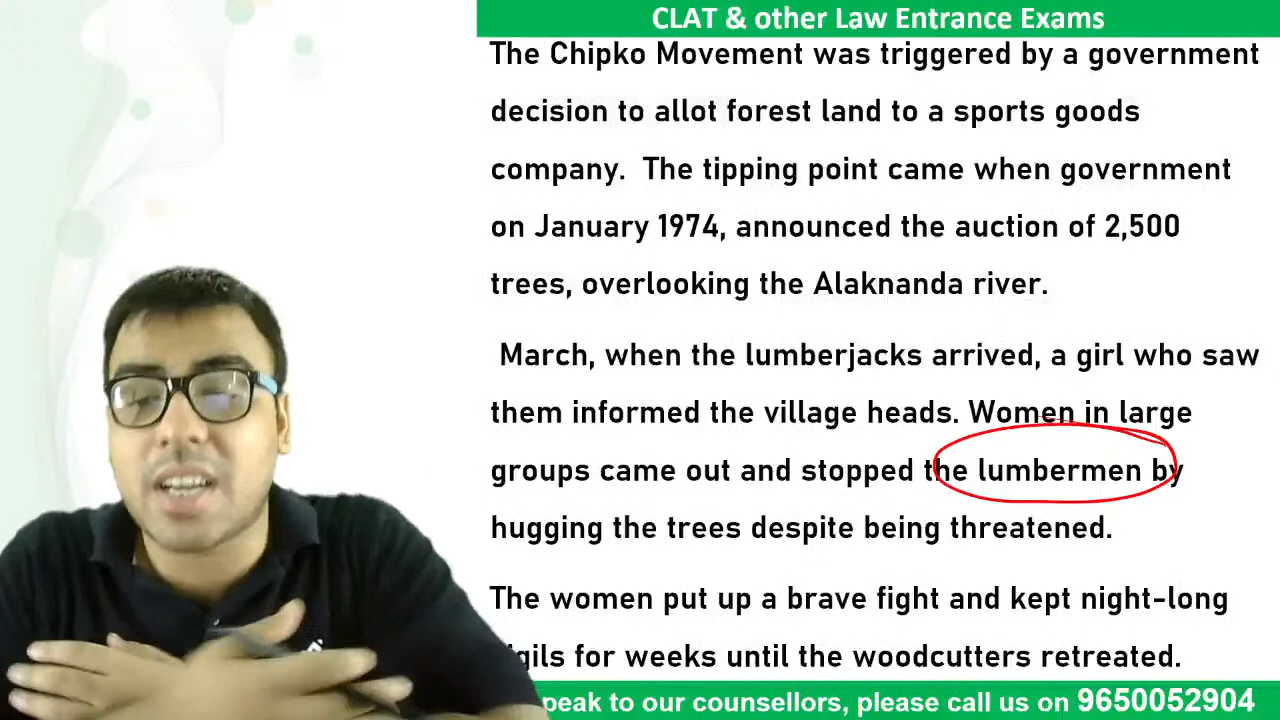 CLAT & other Law Entrance Exams
The Chipko Movement was triggered by a government
decision to allot forest land to a sports goods
company. The tipping point came when government
on January 1974, announced the auction of 2,500
trees, overlooking the Alaknanda river.
March, when the lumberjacks arrived, a girl who saw
them informed the village heads. Women in large
groups came out and stopped the lumbermen by
hugging the trees despite being threatened.
The women put up a brave fight and kept night-long
for weeks until the woodcutters retreated.
to our counsellors, please call us on 9650052904